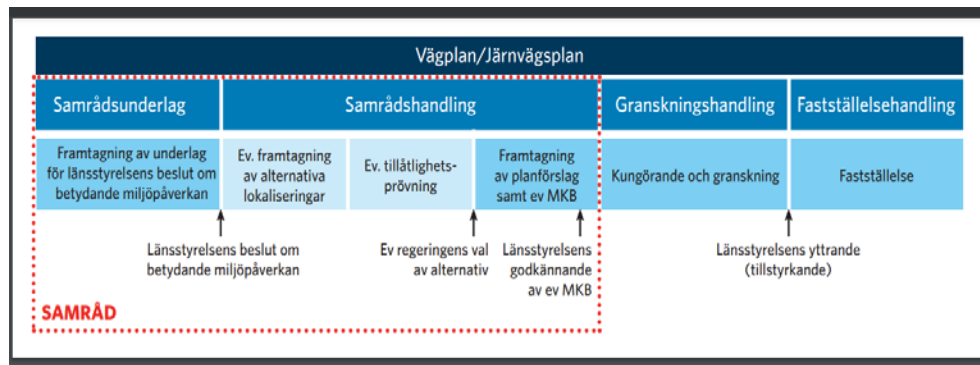 Vägplan/Järnvägsplan
Samrådsunderlag
Samrådshandling
Granskningshandling
Fastställelsehandling
Framtagning av underlag
för länsstyrelsens beslut om
betydande miljöpåverkan
Ev. framtagning
av alternativa
lokaliseringar
Ev. tillåtlighets-
prövning
Framtagning
av planförslag
samt ev MKB
Kungörande och granskning
Fastställelse
Länsstyrelsens beslut om
betydande miljöpåverkan
Ev regeringens val
av alternativ
Länsstyrelsens
godkännande
av ev MKB
Länsstyrelsens yttrande
(tillstyrkande)
SAMRÅD